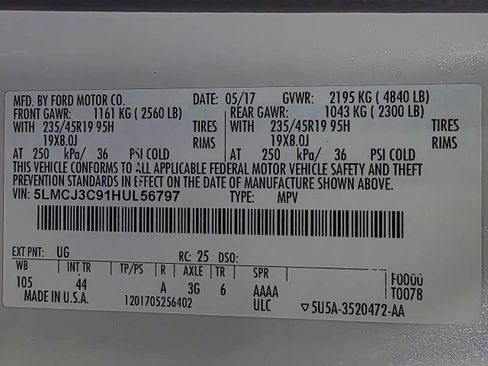 MFD. BY FORD MOTOR CO. DATE: 05/17 GVWR: 2195 KG ( 4840 LB)
FRONT GAWR: 1161 KG ( 2560 LB) REAR GAWR: 1043 KG ( 2300 LB)
WITH 235/45R19 95H TIRES WITH 235/45R19 95H TIRES
19X8.0J RIMS 19X8.0J RIMS
AT 250 kPa/ 36 PSI COLD AT 250 kPa/ 36 PSI COLD
THIS VEHICLE CONFORMS TO ALL APPLICABLE FEDERAL MOTOR VEHICLE SAFETY AND THEFT
PREVENTION STANDARDS IN EFFECT ON THE DATE OF MANUFACTURE SHOWN ABOVE.
VIN: 5LMCJ3C91HUL56797 TYPE: MPV
EXT PNT: UG RC: 25 DSO:
WB INT TR TP/PS R AXLE TR SPR F0000
105 44 A 3G 6 AAAA T0078
MADE IN U.S.A. 1201705256402 ULC ▽5U5A-3520472-AA